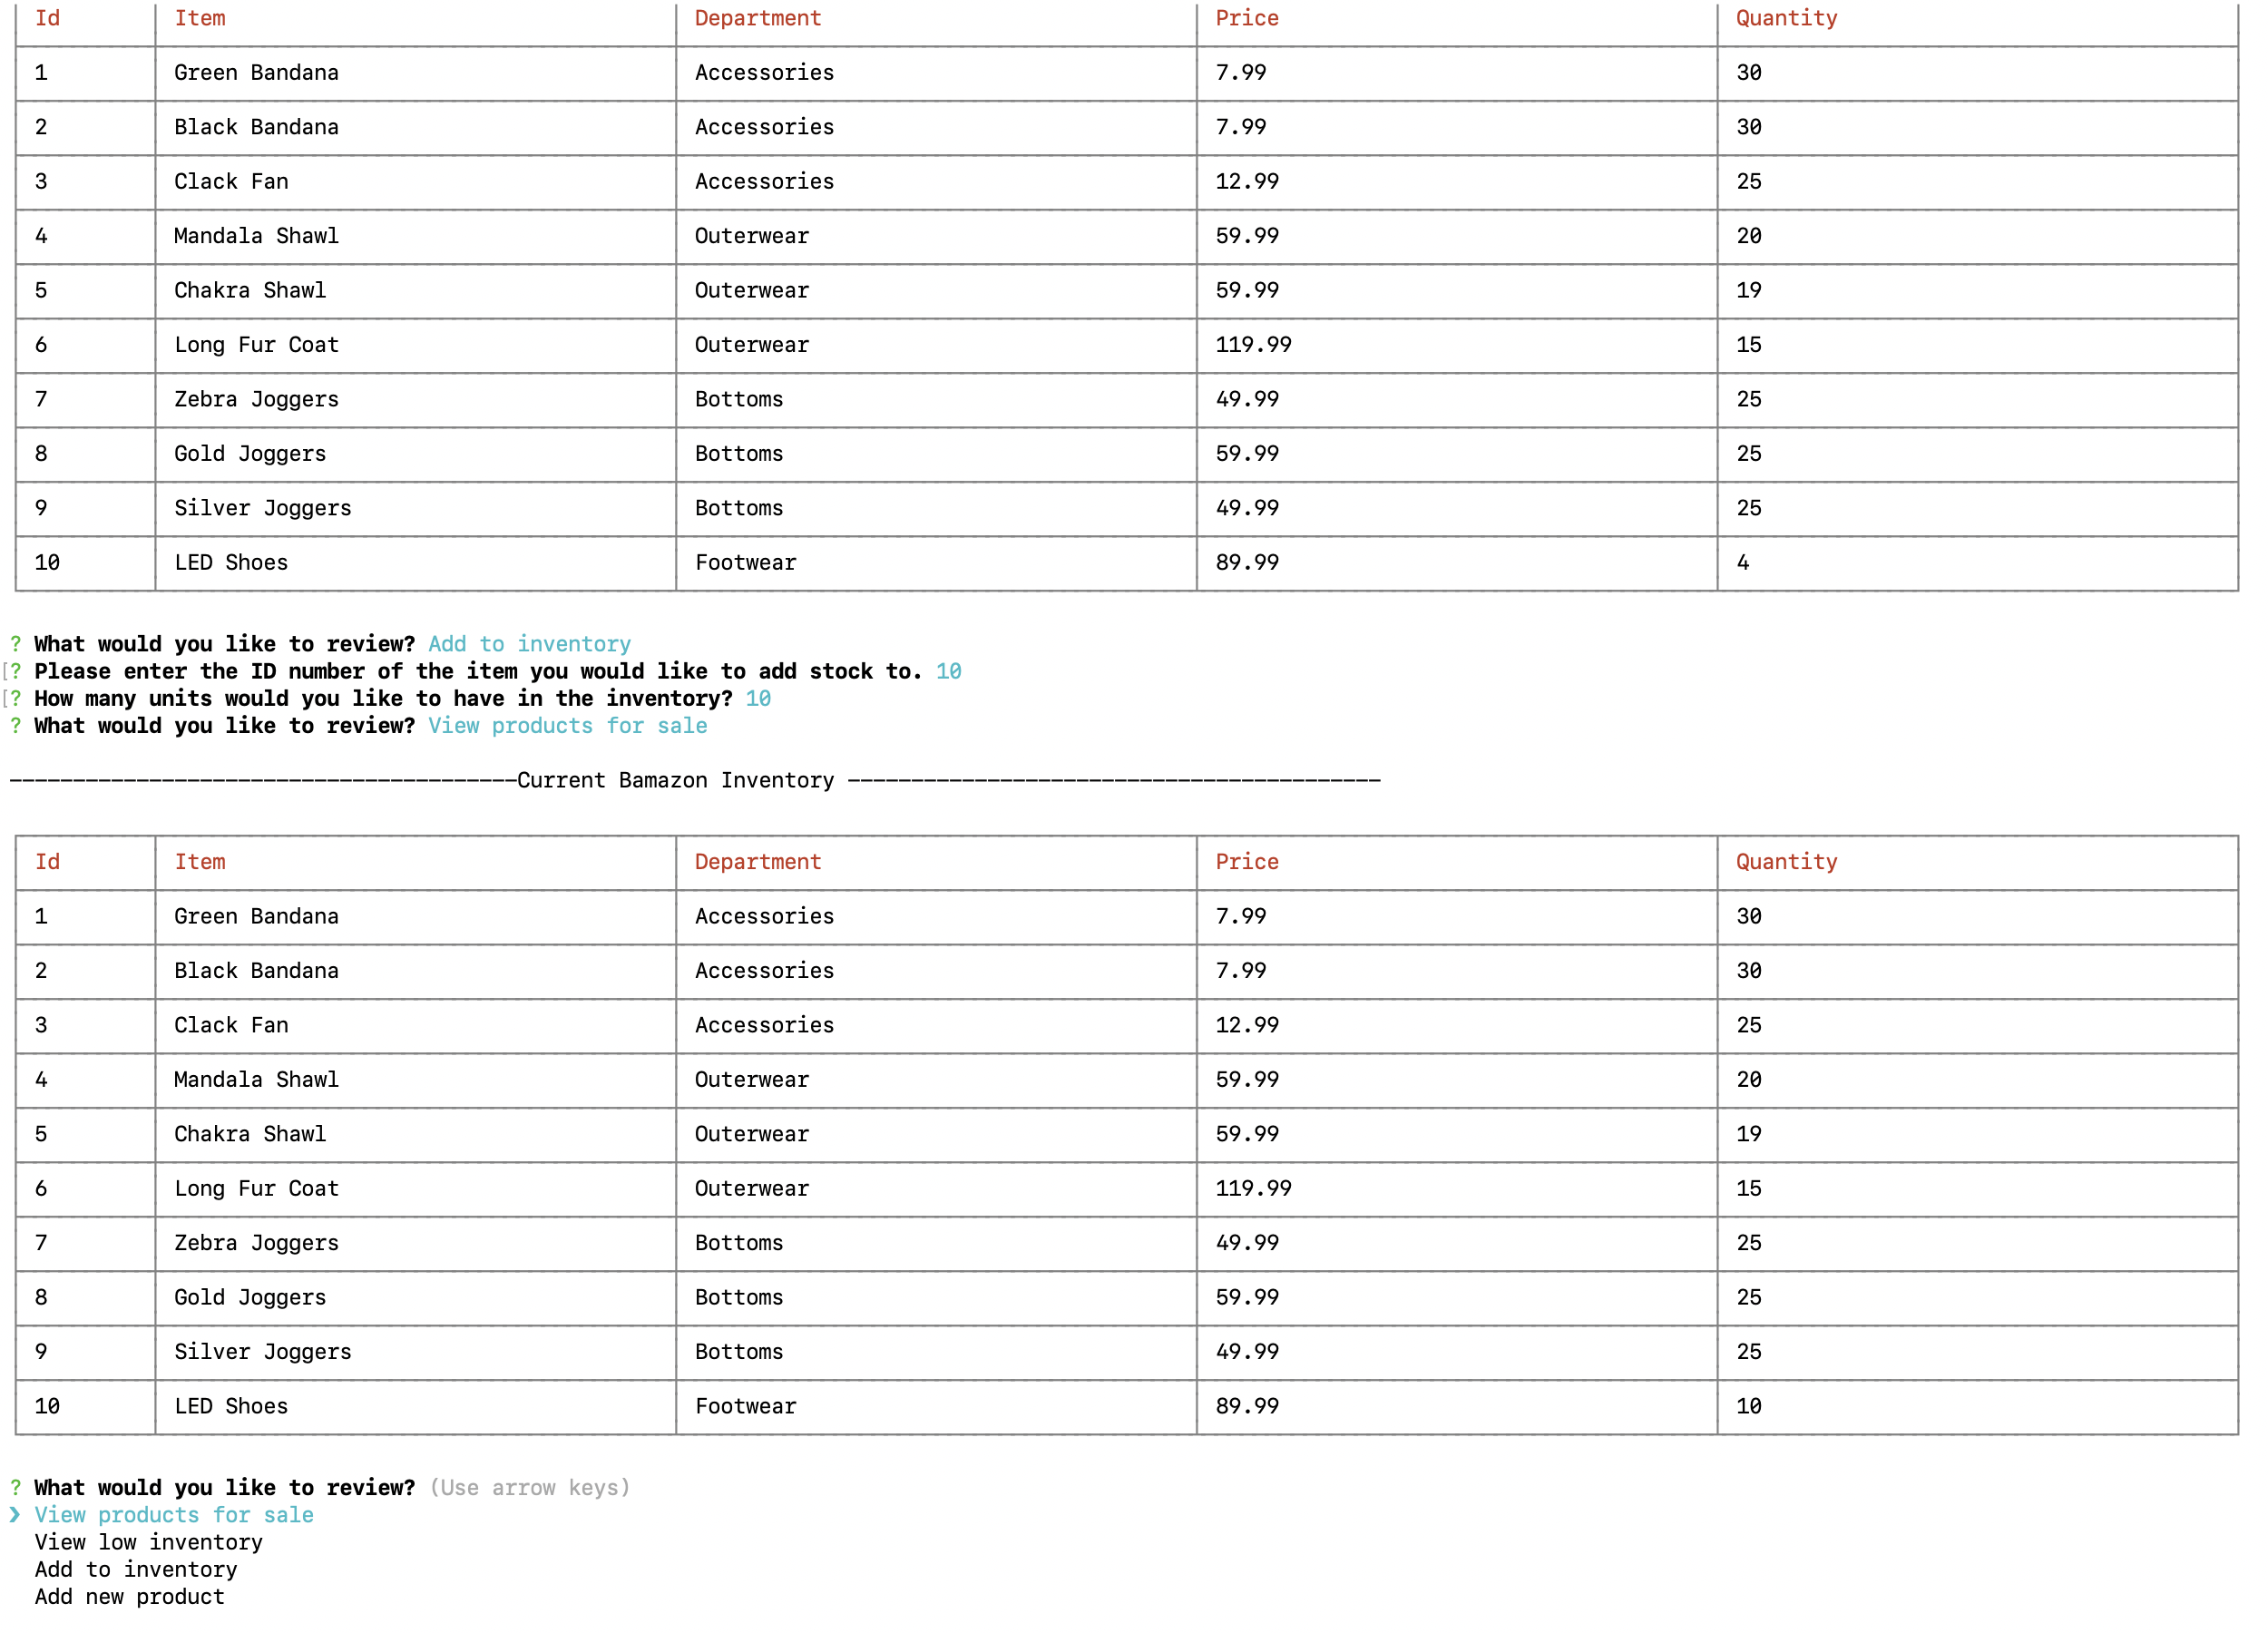 Id Item Department Price Quantity
1 Green Bandana Accessories 7.99 30
2 Black Bandana Accessories 7.99 30
3 Clack Fan Accessories 12.99 25
4 Mandala Shawl Outerwear 59.99 20
5 Chakra Shawl Outerwear 59.99 19
6 Long Fur Coat Outerwear 119.99 15
7 Zebra Joggers Bottoms 49.99 25
8 Gold Joggers Bottoms 59.99 25
9 Silver Joggers Bottoms 49.99 25
10 LED Shoes Footwear 89.99 4
? What would you like to review? Add to inventory
[? Please enter the ID number of the item you would like to add stock to. 10
[? How many units would you like to have in the inventory? 10
? What would you like to review? View products for sale
----------------------------------------Current Bamazon Inventory ------------------------------------------
Id Item Department Price Quantity
1 Green Bandana Accessories 7.99 30
2 Black Bandana Accessories 7.99 30
3 Clack Fan Accessories 12.99 25
4 Mandala Shawl Outerwear 59.99 20
5 Chakra Shawl Outerwear 59.99 19
6 Long Fur Coat Outerwear 119.99 15
7 Zebra Joggers Bottoms 49.99 25
8 Gold Joggers Bottoms 59.99 25
9 Silver Joggers Bottoms 49.99 25
10 LED Shoes Footwear 89.99 10
? What would you like to review? (Use arrow keys)
❯ View products for sale
View low inventory
Add to inventory
Add new product